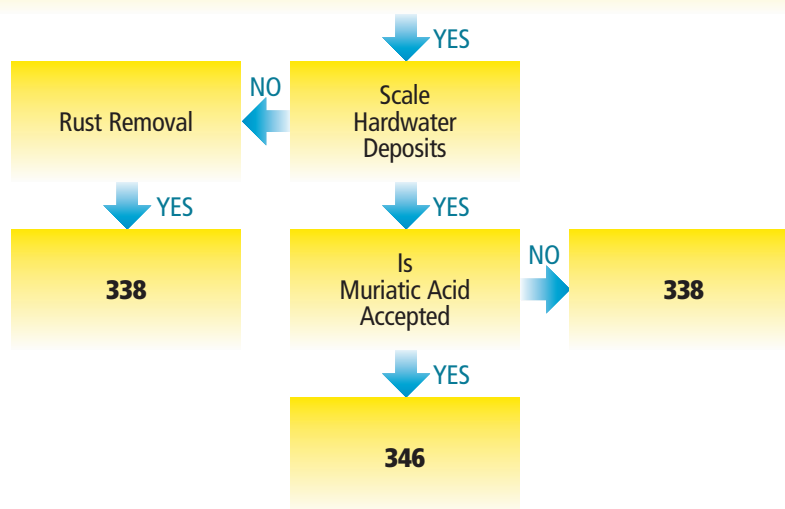 YES
NO
Scale
Hardwater
Deposits
Rust Removal
YES
YES
338
Is
Muriatic Acid
Accepted
NO
338
YES
346